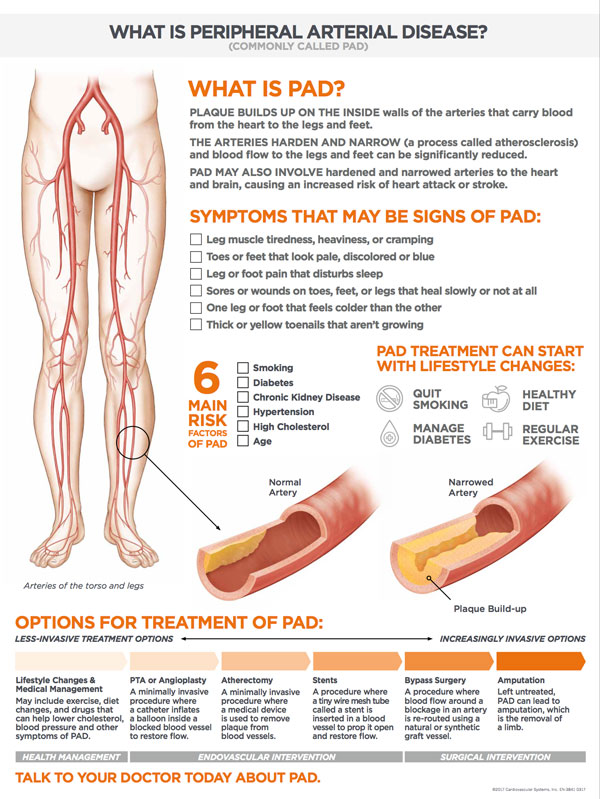 WHAT IS PERIPHERAL ARTERIAL DISEASE?
(COMMONLY CALLED PAD)
WHAT IS PAD?
PLAQUE BUILDS UP ON THE INSIDE walls of the arteries that carry blood
from the heart to the legs and feet.
THE ARTERIES HARDEN AND NARROW (a process called atherosclerosis)
and blood flow to the legs and feet can be significantly reduced.
PAD MAY ALSO INVOLVE hardened and narrowed arteries to the heart
and brain, causing an increased risk of heart attack or stroke.
SYMPTOMS THAT MAY BE SIGNS OF PAD:
Leg muscle tiredness, heaviness, or cramping
Toes or feet that look pale, discolored or blue
Leg or foot pain that disturbs sleep
Sores or wounds on toes, feet, or legs that heal slowly or not at all
One leg or foot that feels colder than the other
Thick or yellow toenails that aren't growing
6
MAIN
RISK
FACTORS
OF PAD
Smoking
Diabetes
Chronic Kidney Disease
Hypertension
High Cholesterol
Age
PAD TREATMENT CAN START
WITH LIFESTYLE CHANGES:
QUIT
SMOKING
HEALTHY
DIET
MANAGE
DIABETES
REGULAR
EXERCISE
Normal
Artery
Narrowed
Artery
Plaque Build-up
Arteries of the torso and legs
OPTIONS FOR TREATMENT OF PAD:
LESS-INVASIVE TREATMENT OPTIONS
INCREASINGLY INVASIVE OPTIONS
Lifestyle Changes &
Medical Management
May include exercise, diet
changes, and drugs that
can help lower cholesterol,
blood pressure and other
symptoms of PAD.
PTA or Angioplasty
A minimally invasive
procedure where
a catheter inflates
a balloon inside a
blocked blood vessel
to restore flow.
Atherectomy
A minimally invasive
procedure where
a medical device
is used to remove
plaque from
blood vessels.
Stents
A procedure where
a tiny wire mesh tube
called a stent is
inserted in a blood
vessel to prop it open
and restore flow.
Bypass Surgery
A procedure where
blood flow around a
blockage in an artery
is re-routed using a
natural or synthetic
graft vessel.
Amputation
Left untreated,
PAD can lead to
amputation, which
is the removal of
a limb.
HEALTH MANAGEMENT
ENDOVASCULAR INTERVENTION
SURGICAL INTERVENTION
TALK TO YOUR DOCTOR TODAY ABOUT PAD.
©2017 Cardiovascular Systems, Inc.